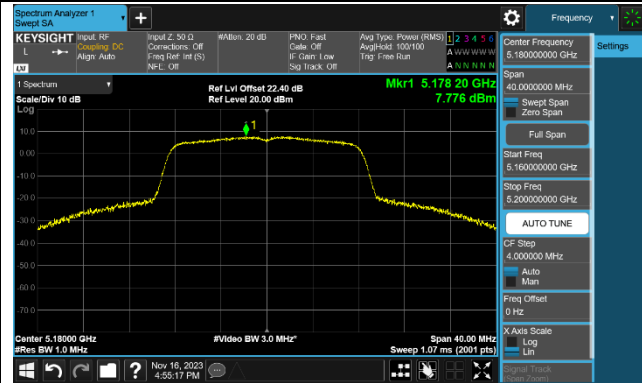 Spectrum Analyzer 1
Swept SA
Frequency
KEYSIGHT
Input: RF
Coupling: DC
Align: Auto
Input Z: 50 Ω
Corrections: Off
Freq Ref: Int (S)
NFE: Off
#Atten: 20 dB
PNO: Fast
Gate: Off
IF Gain: Low
Sig Track: Off
Avg Type: Power (RMS)
Avg|Hold: 100/100
Trig: Free Run
1 2 3 4 5 6
A W W W W W
A N N N N N
L
LXI
1 Spectrum
Scale/Div 10 dB
Log
Ref Lvl Offset 22.40 dB
Ref Level 20.00 dBm
Mkr1 5.178 20 GHz
7.776 dBm
1
10.0
0.00
-10.0
-20.0
-30.0
-40.0
-50.0
-60.0
-70.0
Center 5.18000 GHz
#Res BW 1.0 MHz
#Video BW 3.0 MHz*
Span 40.00 MHz
Sweep 1.07 ms (2001 pts)
Nov 16, 2023
4:55:17 PM
Center Frequency
5.180000000 GHz
Settings
Span
40.0000000 MHz
Swept Span
Zero Span
Full Span
Start Freq
5.160000000 GHz
Stop Freq
5.200000000 GHz
AUTO TUNE
CF Step
4.000000 MHz
Auto
Man
Freq Offset
0 Hz
X Axis Scale
Log
Lin
Signal Track
(Span Zoom)